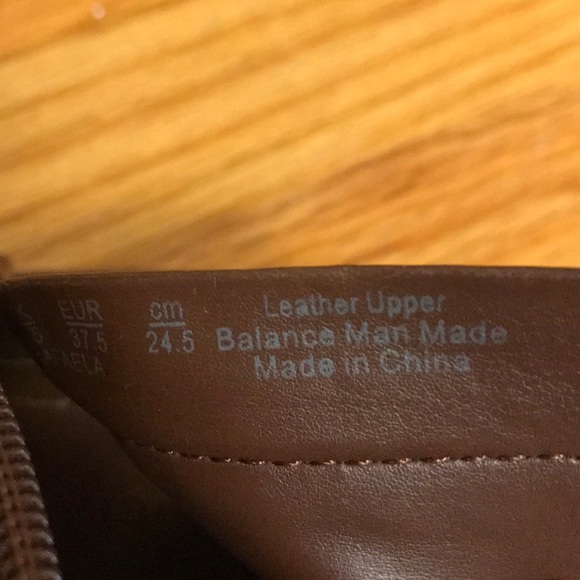 EUR cm Leather Upper
37.5 24.5 Balance Man Made
Made in China